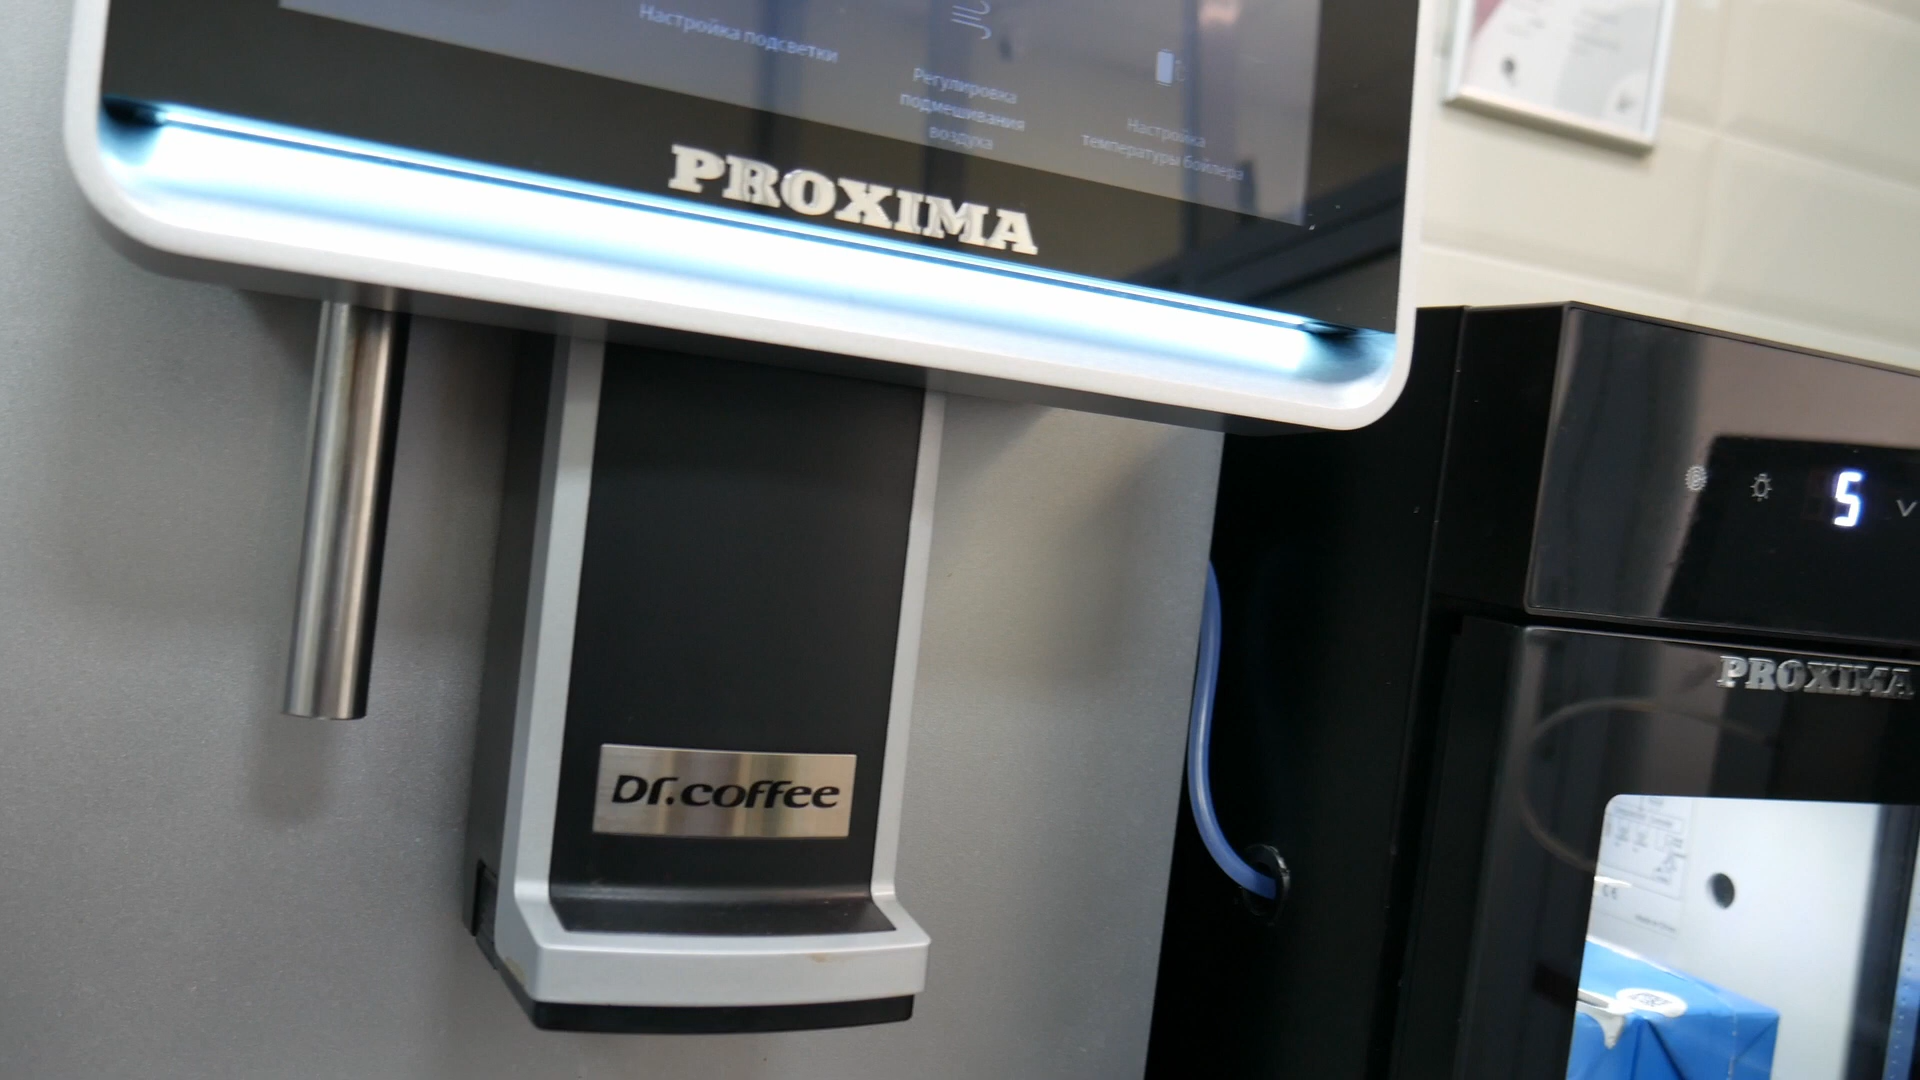 Настройка подсветки
Регулировка
подмешивания
воздуха
Настройка
температуры бойлера
PROXIMA
5
PROXIMA
Dr.coffee